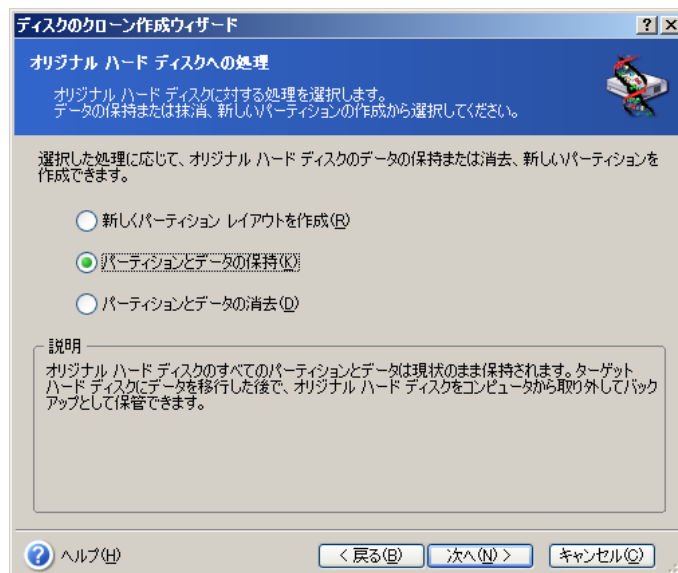 ディスクのクローン作成ウィザード
オリジナル ハード ディスクへの処理
オリジナル ハード ディスクに対する処理を選択します。
データの保持または抹消、新しいパーティションの作成から選択してください。
選択した処理に応じて、オリジナル ハード ディスクのデータの保持または消去、新しいパーティションを
作成できます。
新しくパーティション レイアウトを作成(R)
パーティションとデータの保持(K)
パーティションとデータの消去(D)
説明
オリジナル ハード ディスクのすべてのパーティションとデータは現状のまま保持されます。ターゲット
ハード ディスクにデータを移行した後で、オリジナル ハード ディスクをコンピュータから取り外してバック
アップとして保管できます。
ヘルプ(H)
< 戻る(B)
次へ(N) >
キャンセル(C)